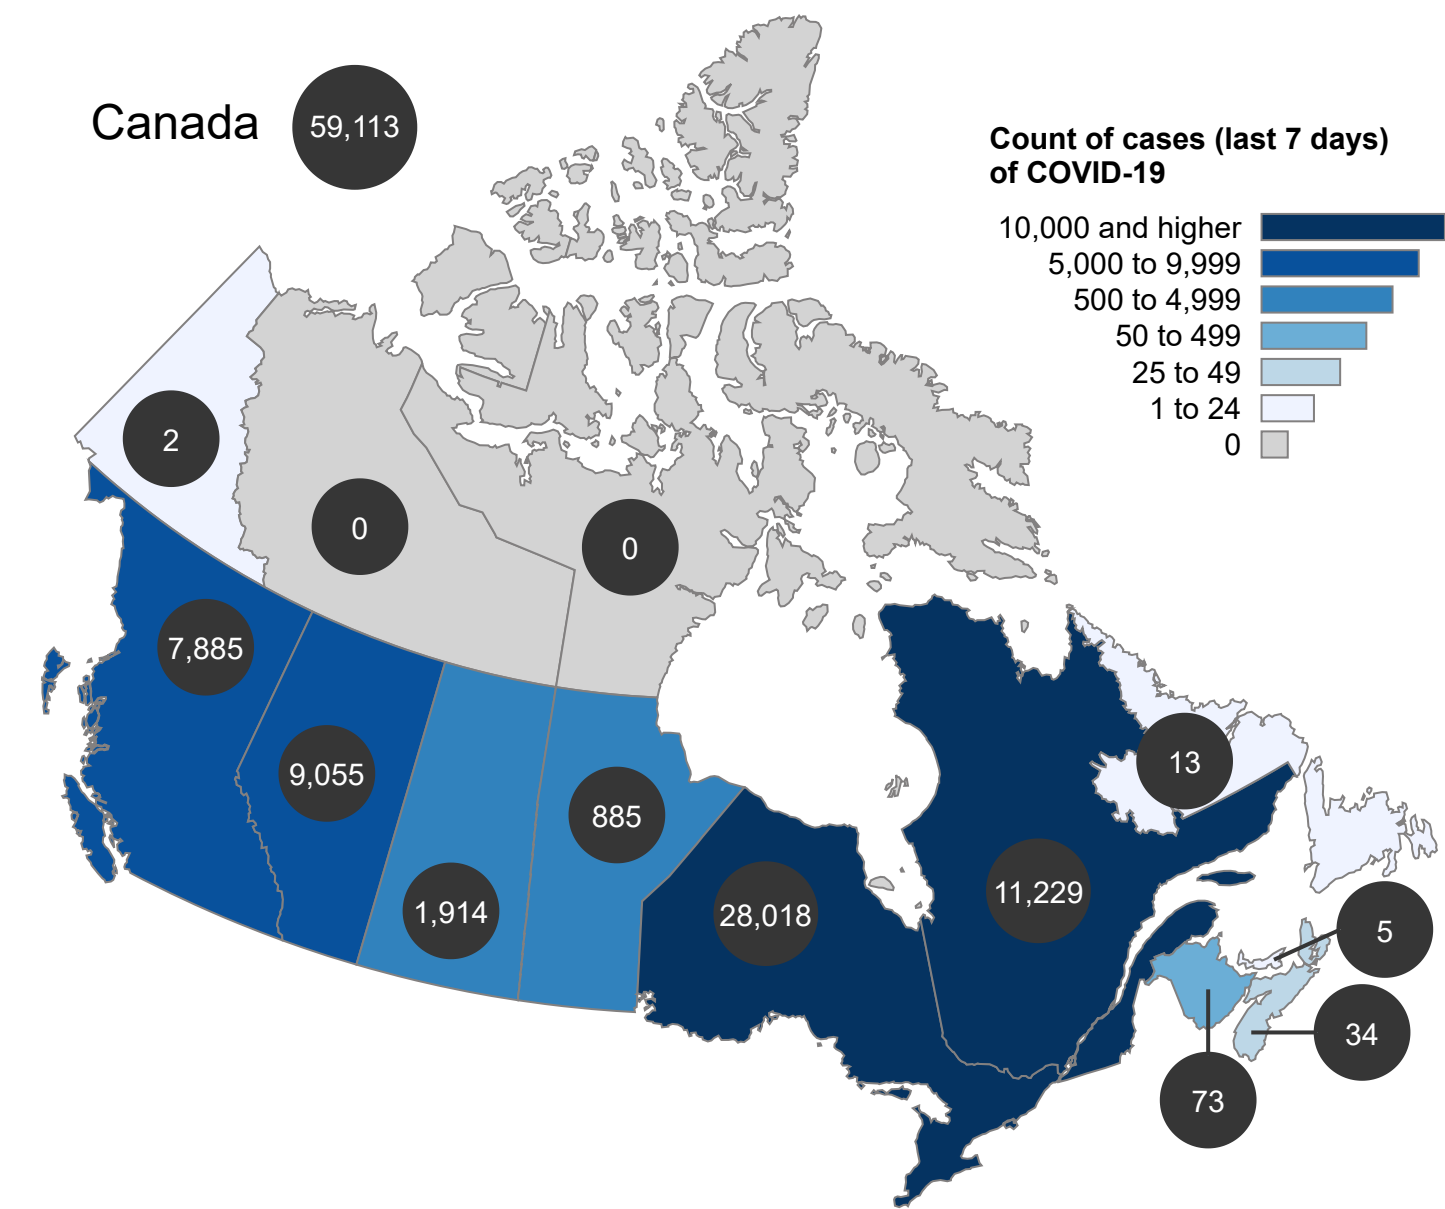 Canada
59,113
Count of cases (last 7 days)
of COVID-19
10,000 and higher
5,000 to 9,999
500 to 4,999
50 to 499
25 to 49
1 to 24
0
2
0
0
7,885
9,055
1,914
885
28,018
11,229
13
5
34
73